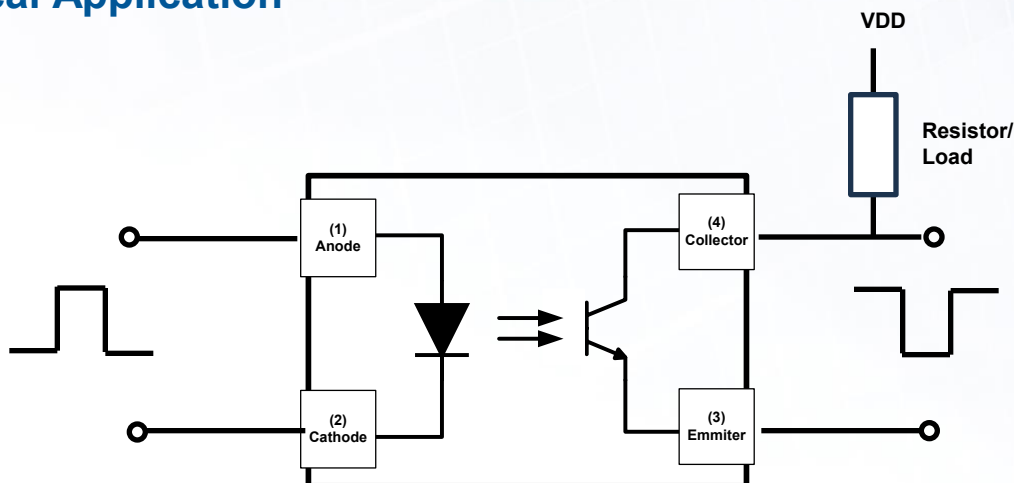 cal Application
VDD
Resistor/
Load
(1)
Anode
(4)
Collector
(2)
Cathode
(3)
Emmiter